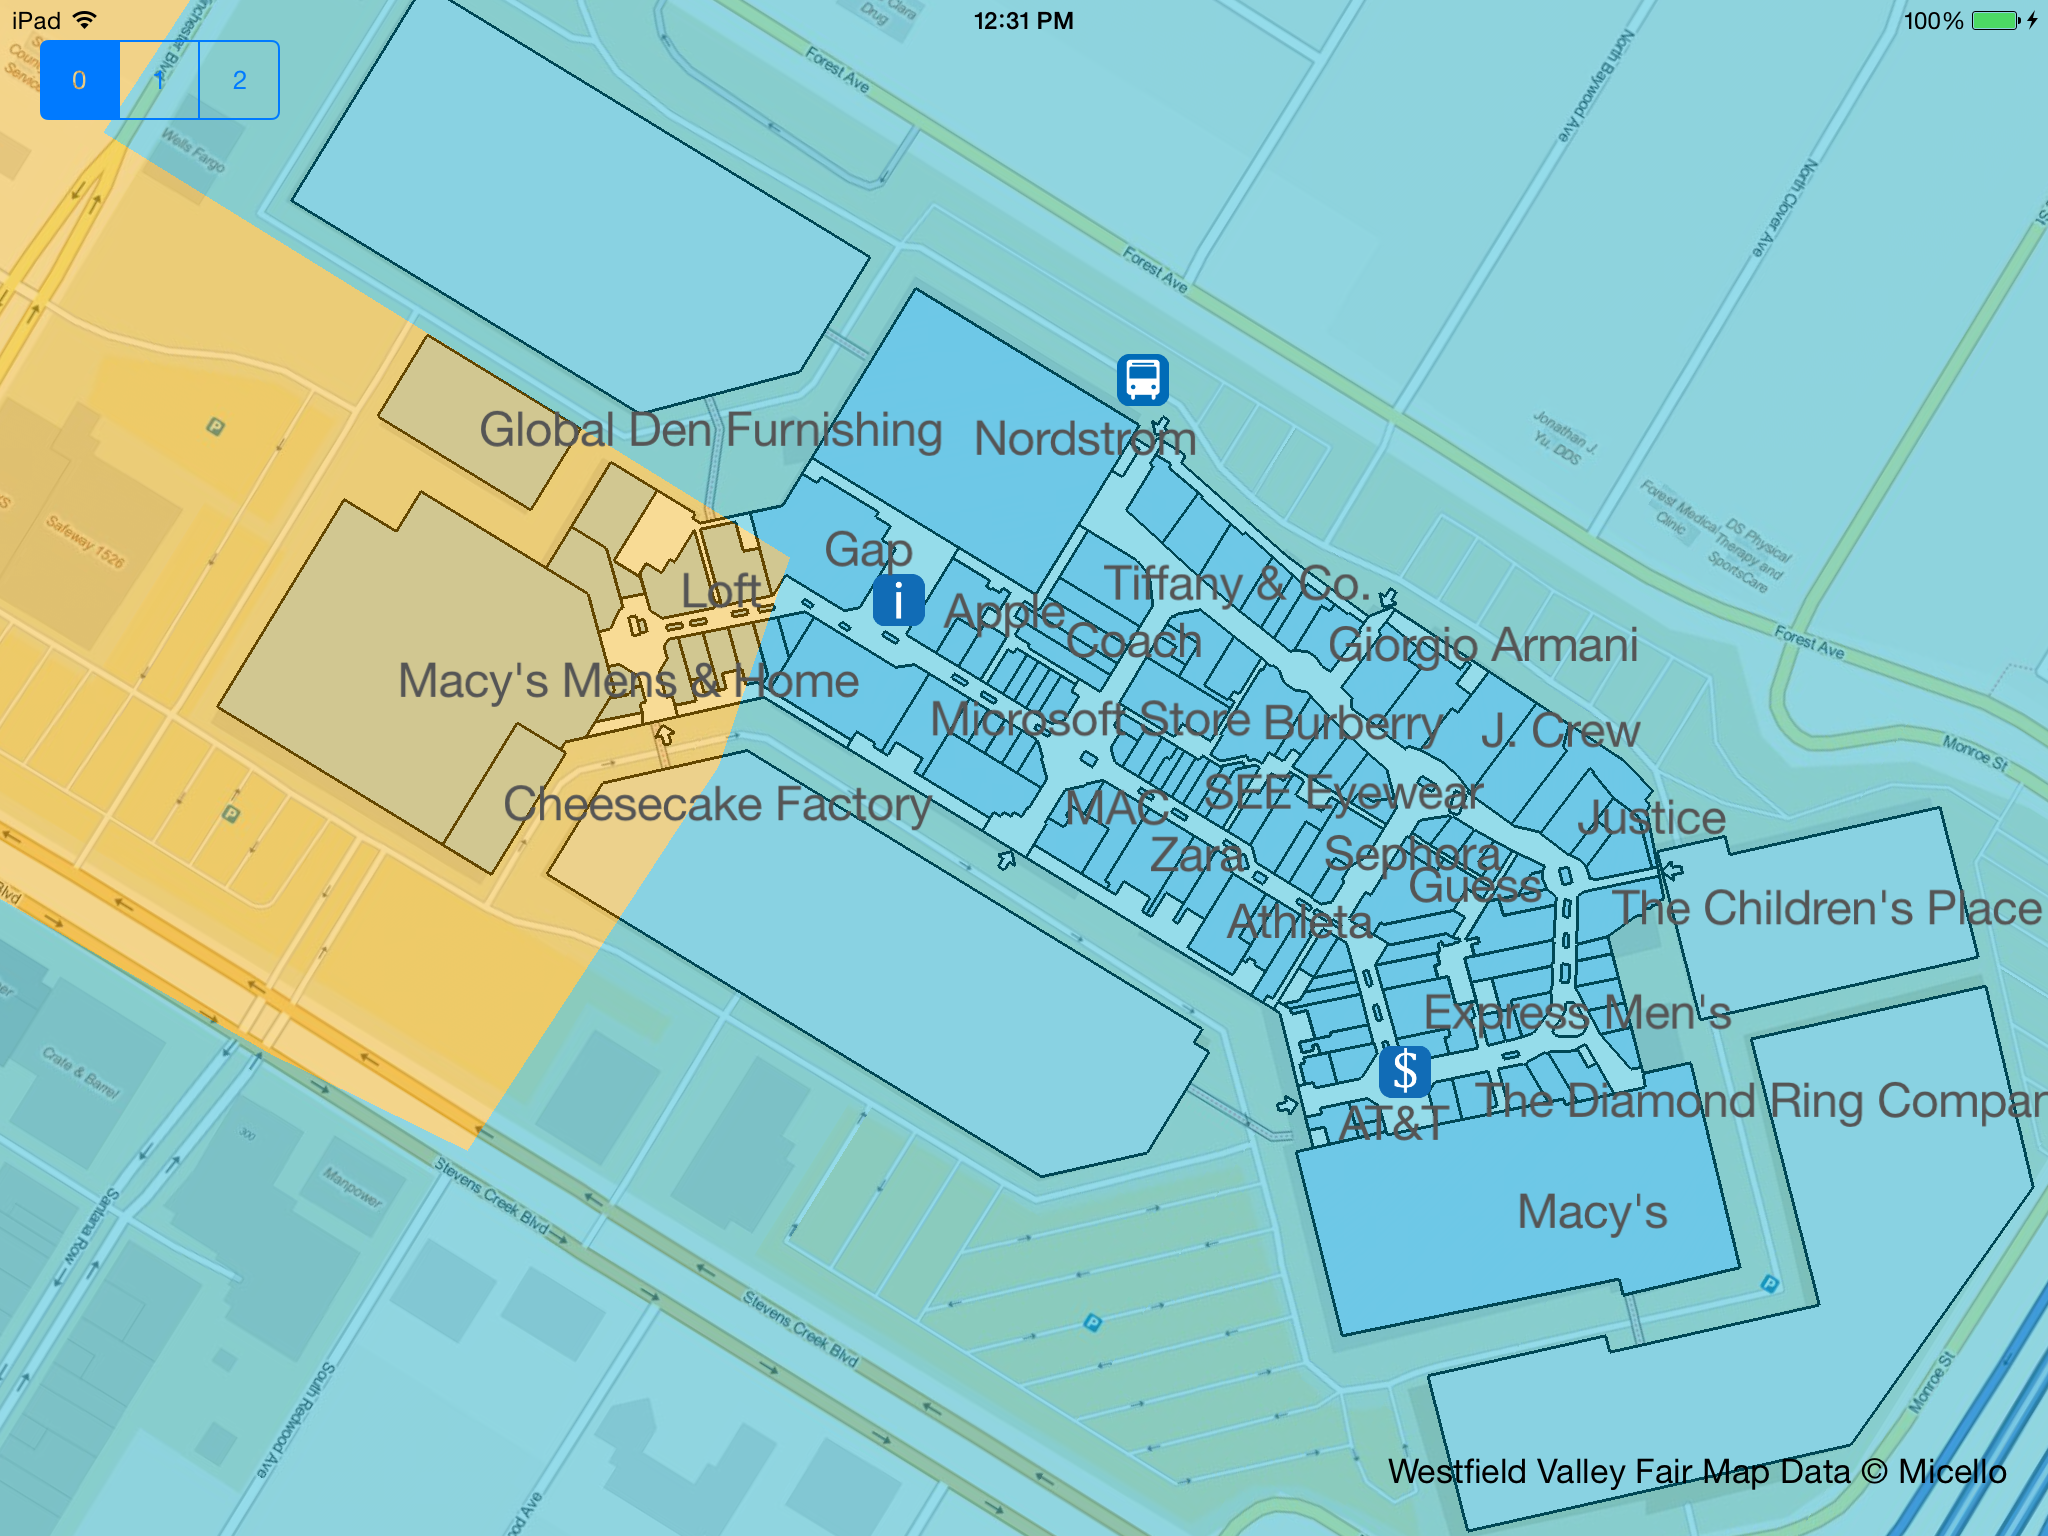 iPad
12:31 PM
100%
0
1
2
Drug
Forest Ave
Wells Fargo
North Baywood Ave
North Clover Ave
Forest Ave
Global Den Furnishing
Nordstrom
Jonathan J.
Yu, DDS
Forest Medical
Clinic
DS Physical
Therapy and
SportsCare
P
Safeway 1526
Gap
Loft
i
Apple
Tiffany & Co.
Coach
Giorgio Armani
Forest Ave
Macy's Mens & Home
Microsoft Store
Burberry
J. Crew
Monroe St
P
Cheesecake Factory
MAC
SEE Eyewear
Justice
Zara
Sephora
Guess
Athleta
The Children's Place
Blvd
Express Men's
Crate & Barrel
300
$
AT&T
The Diamond Ring Compan
Manpower
Stevens Creek Blvd
Santana Row
Macy's
P
P
Stevens Creek Blvd
South Redwood Ave
Monroe St
Westfield Valley Fair Map Data © Micello